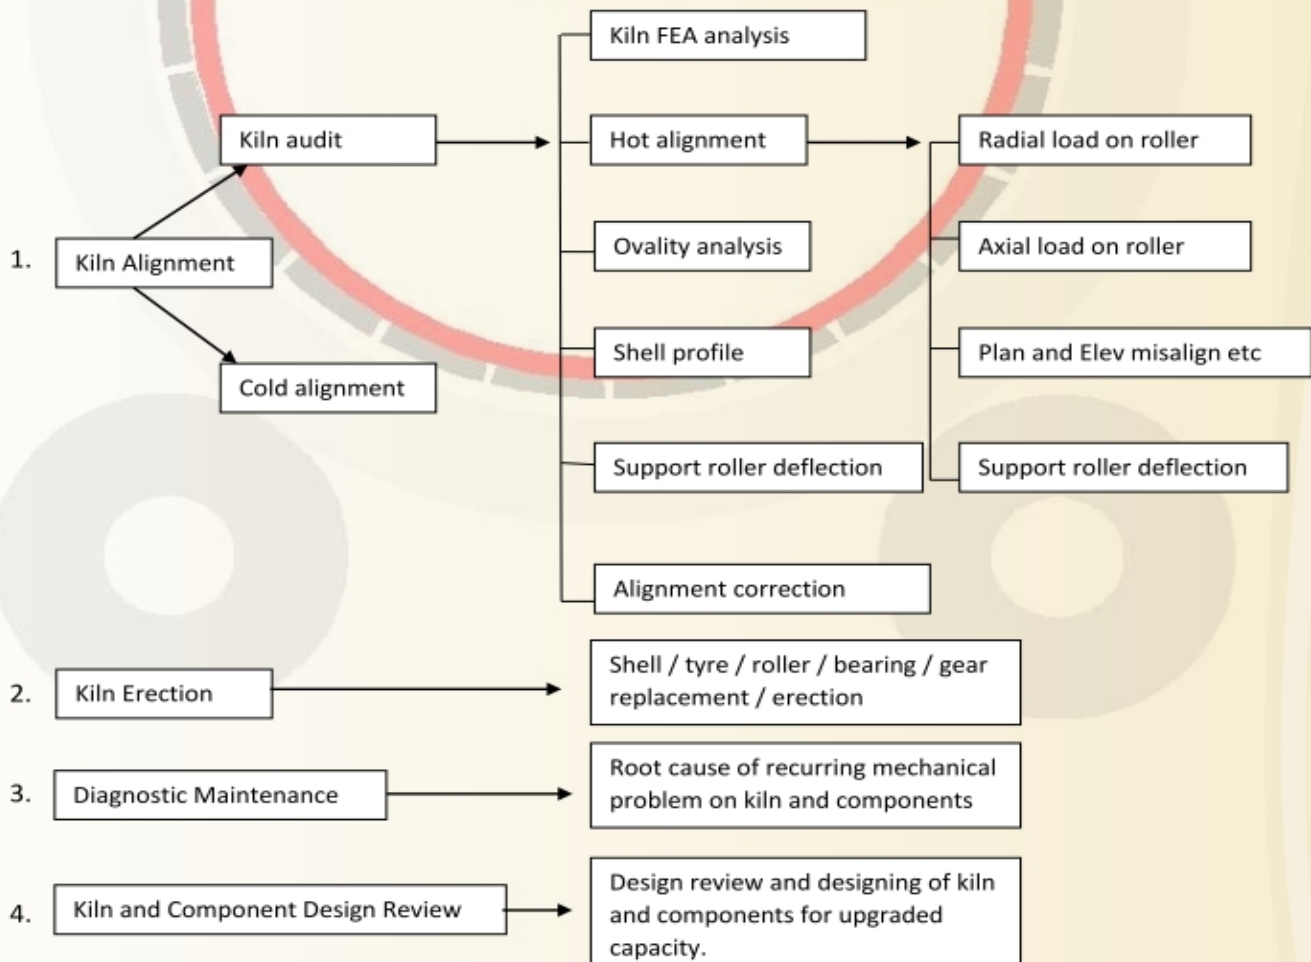 Kiln FEA analysis
Kiln audit
Hot alignment
Radial load on roller
1.
Kiln Alignment
Ovality analysis
Axial load on roller
Shell profile
Plan and Elev misalign etc
Cold alignment
Support roller deflection
Support roller deflection
Alignment correction
2.
Kiln Erection
Shell / tyre / roller / bearing / gear
replacement / erection
3.
Diagnostic Maintenance
Root cause of recurring mechanical
problem on kiln and components
4.
Kiln and Component Design Review
Design review and designing of kiln
and components for upgraded
capacity.